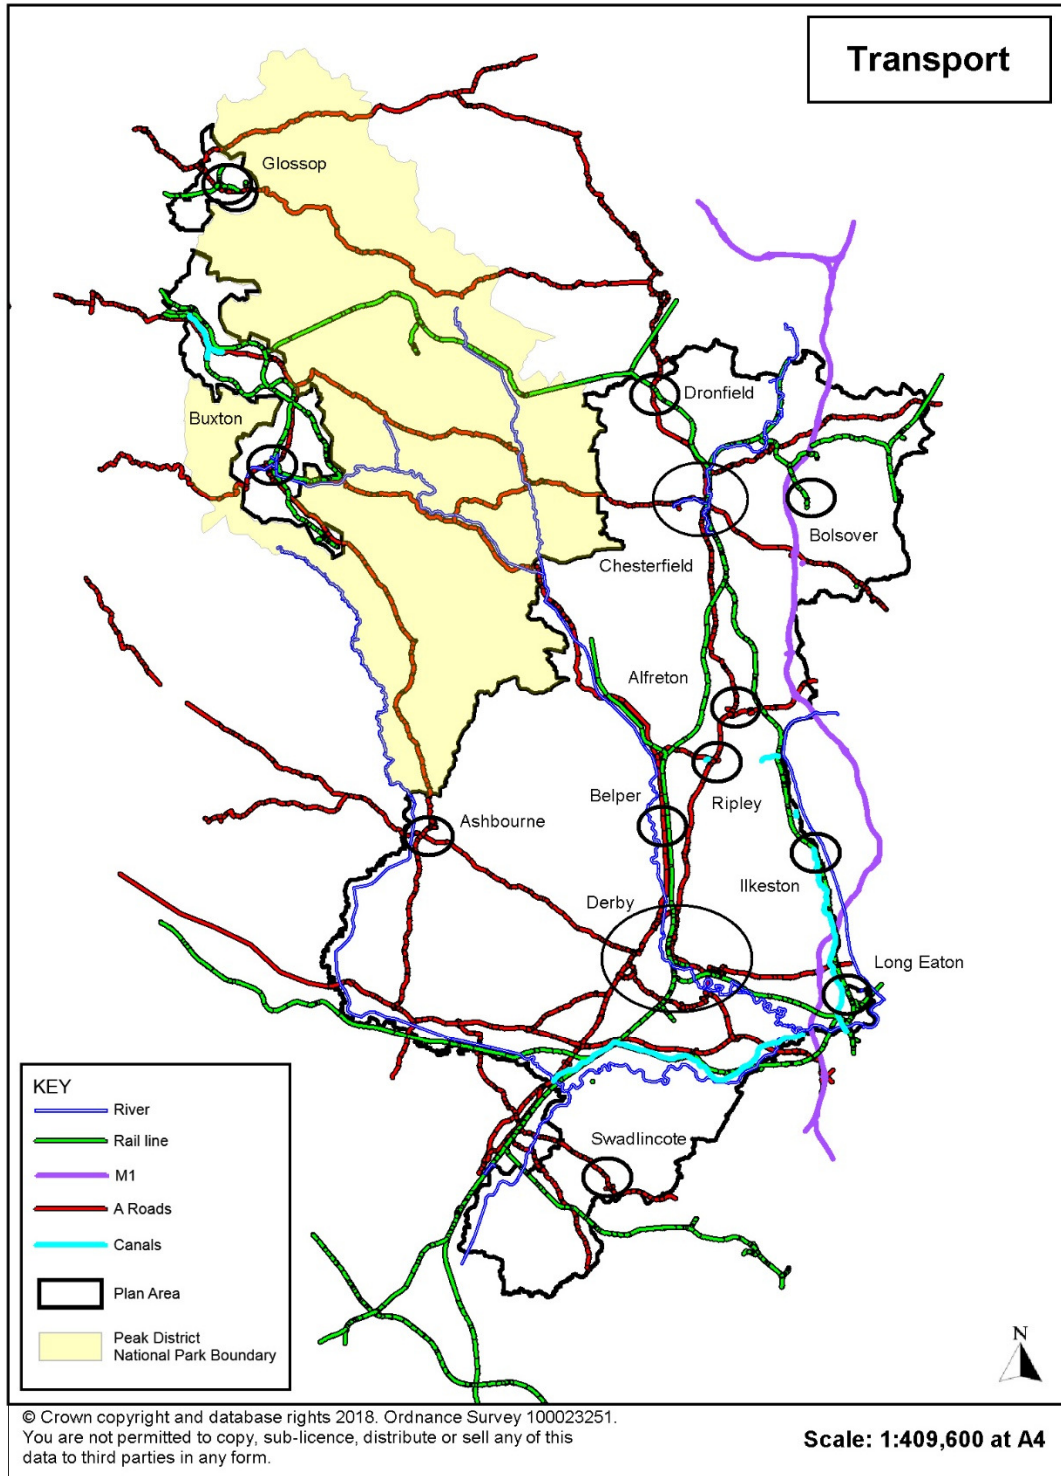 Transport
Glossop
Dronfield
Buxton
Bolsover
Chesterfield
Alfreton
Belper
Ripley
Ashbourne
Ilkeston
Derby
Long Eaton
Swadlincote
KEY
River
Rail line
M1
A Roads
Canals
Plan Area
Peak District
National Park Boundary
N
© Crown copyright and database rights 2018. Ordnance Survey 100023251.
You are not permitted to copy, sub-licence, distribute or sell any of this
data to third parties in any form.
Scale: 1:409,600 at A4